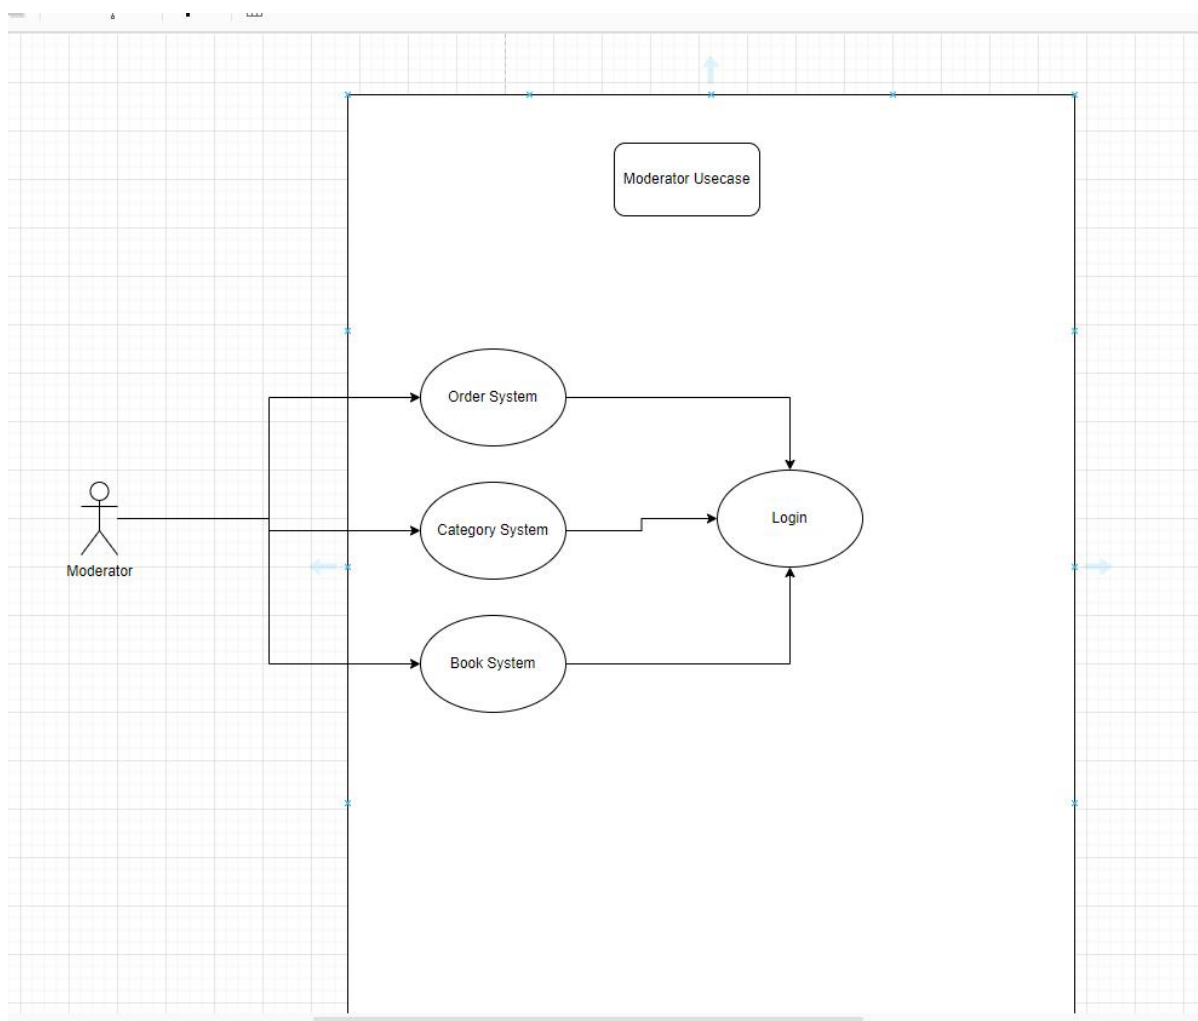 Moderator Usecase
Order System
Category System
Login
Moderator
Book System